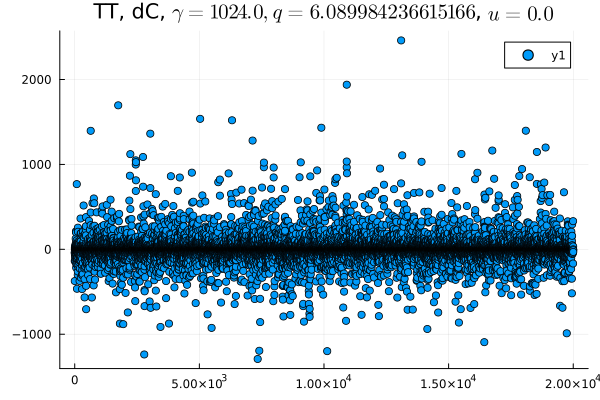 TT, dC, γ = 1024.0, q = 6.089984236615166, u = 0.0
y1
2000
1000
0
−1000
0 5.00×10³ 1.00×10⁴ 1.50×10⁴ 2.00×10⁴